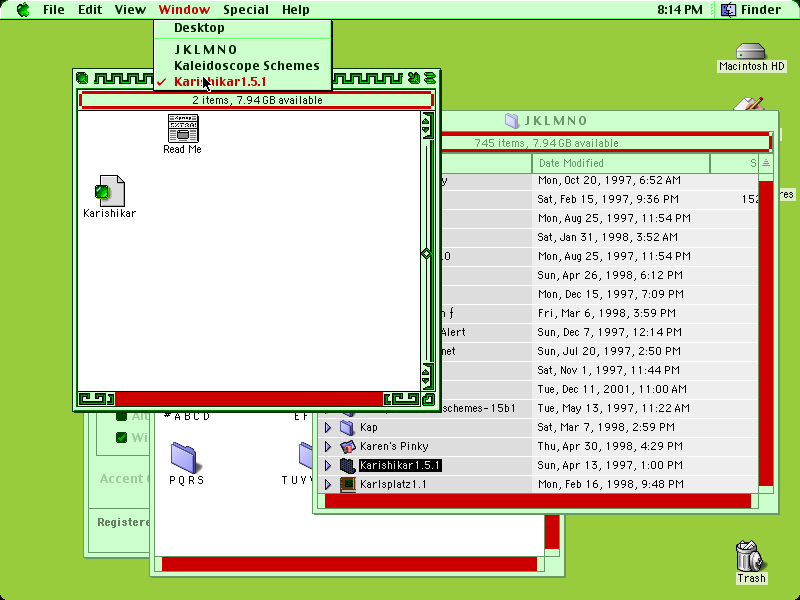 File Edit View Window Special Help 8:14 PM Finder
Desktop
J K L M N O
Kaleidoscope Schemes
✓ Karishikar1.5.1
Macintosh HD
2 items, 7.94 GB available
Read Me
Karishikar
J K L M N O
745 items, 7.94 GB available
Date Modified S
y Mon, Oct 20, 1997, 6:52 AM
Sat, Feb 15, 1997, 9:36 PM 152
Mon, Aug 25, 1997, 11:54 PM
Sat, Jan 31, 1998, 3:52 AM
.0 Mon, Aug 25, 1997, 11:54 PM
Sun, Apr 26, 1998, 6:12 PM
Mon, Dec 15, 1997, 7:09 PM
n ƒ Fri, Mar 6, 1998, 3:59 PM
Alert Sun, Dec 7, 1997, 12:14 PM
net Sun, Jul 20, 1997, 2:50 PM
Sat, Nov 1, 1997, 11:44 PM
Tue, Dec 11, 2001, 11:00 AM
schemes-15b1 Tue, May 13, 1997, 11:22 AM
Kap Sat, Mar 7, 1998, 2:59 PM
Karen's Pinky Thu, Apr 30, 1998, 4:29 PM
Karishikar1.5.1 Sun, Apr 13, 1997, 1:00 PM
Karlsplatz1.1 Mon, Feb 16, 1998, 9:48 PM
res
# A B C D
E F
P Q R S
T U V
Al
Wi
Accent
Registere
Trash